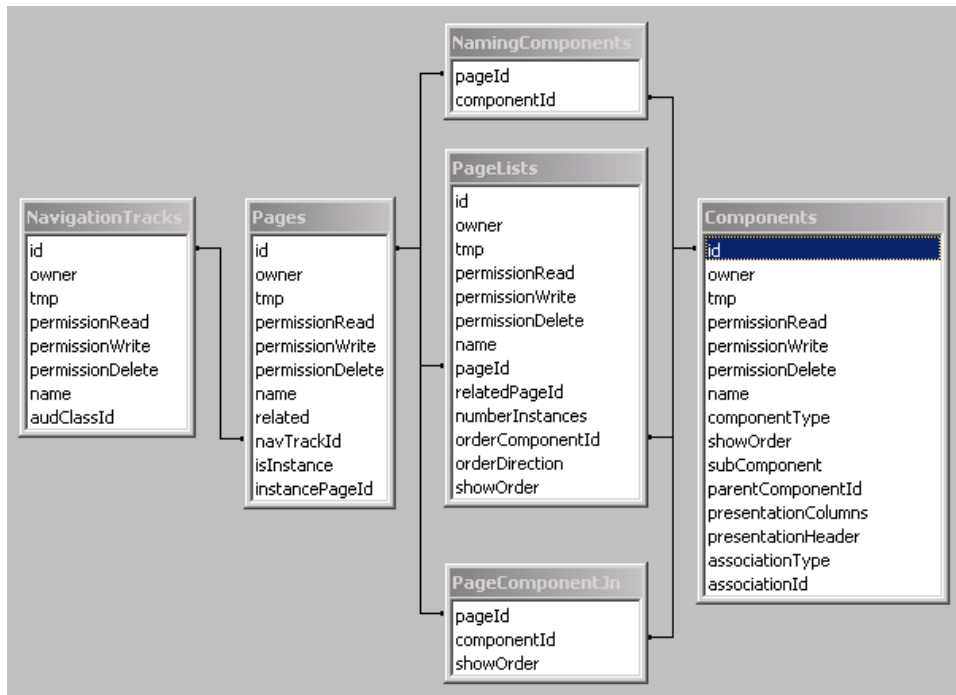 NavigationTracks
id
owner
tmp
permissionRead
permissionWrite
permissionDelete
name
audClassId
Pages
id
owner
tmp
permissionRead
permissionWrite
permissionDelete
name
related
navTrackId
isInstance
instancePageId
NamingComponents
pageId
componentId
PageLists
id
owner
tmp
permissionRead
permissionWrite
permissionDelete
name
pageId
relatedPageId
numberInstances
orderComponentId
orderDirection
showOrder
PageComponentJn
pageId
componentId
showOrder
Components
id
owner
tmp
permissionRead
permissionWrite
permissionDelete
name
componentType
showOrder
subComponent
parentComponentId
presentationColumns
presentationHeader
associationType
associationId